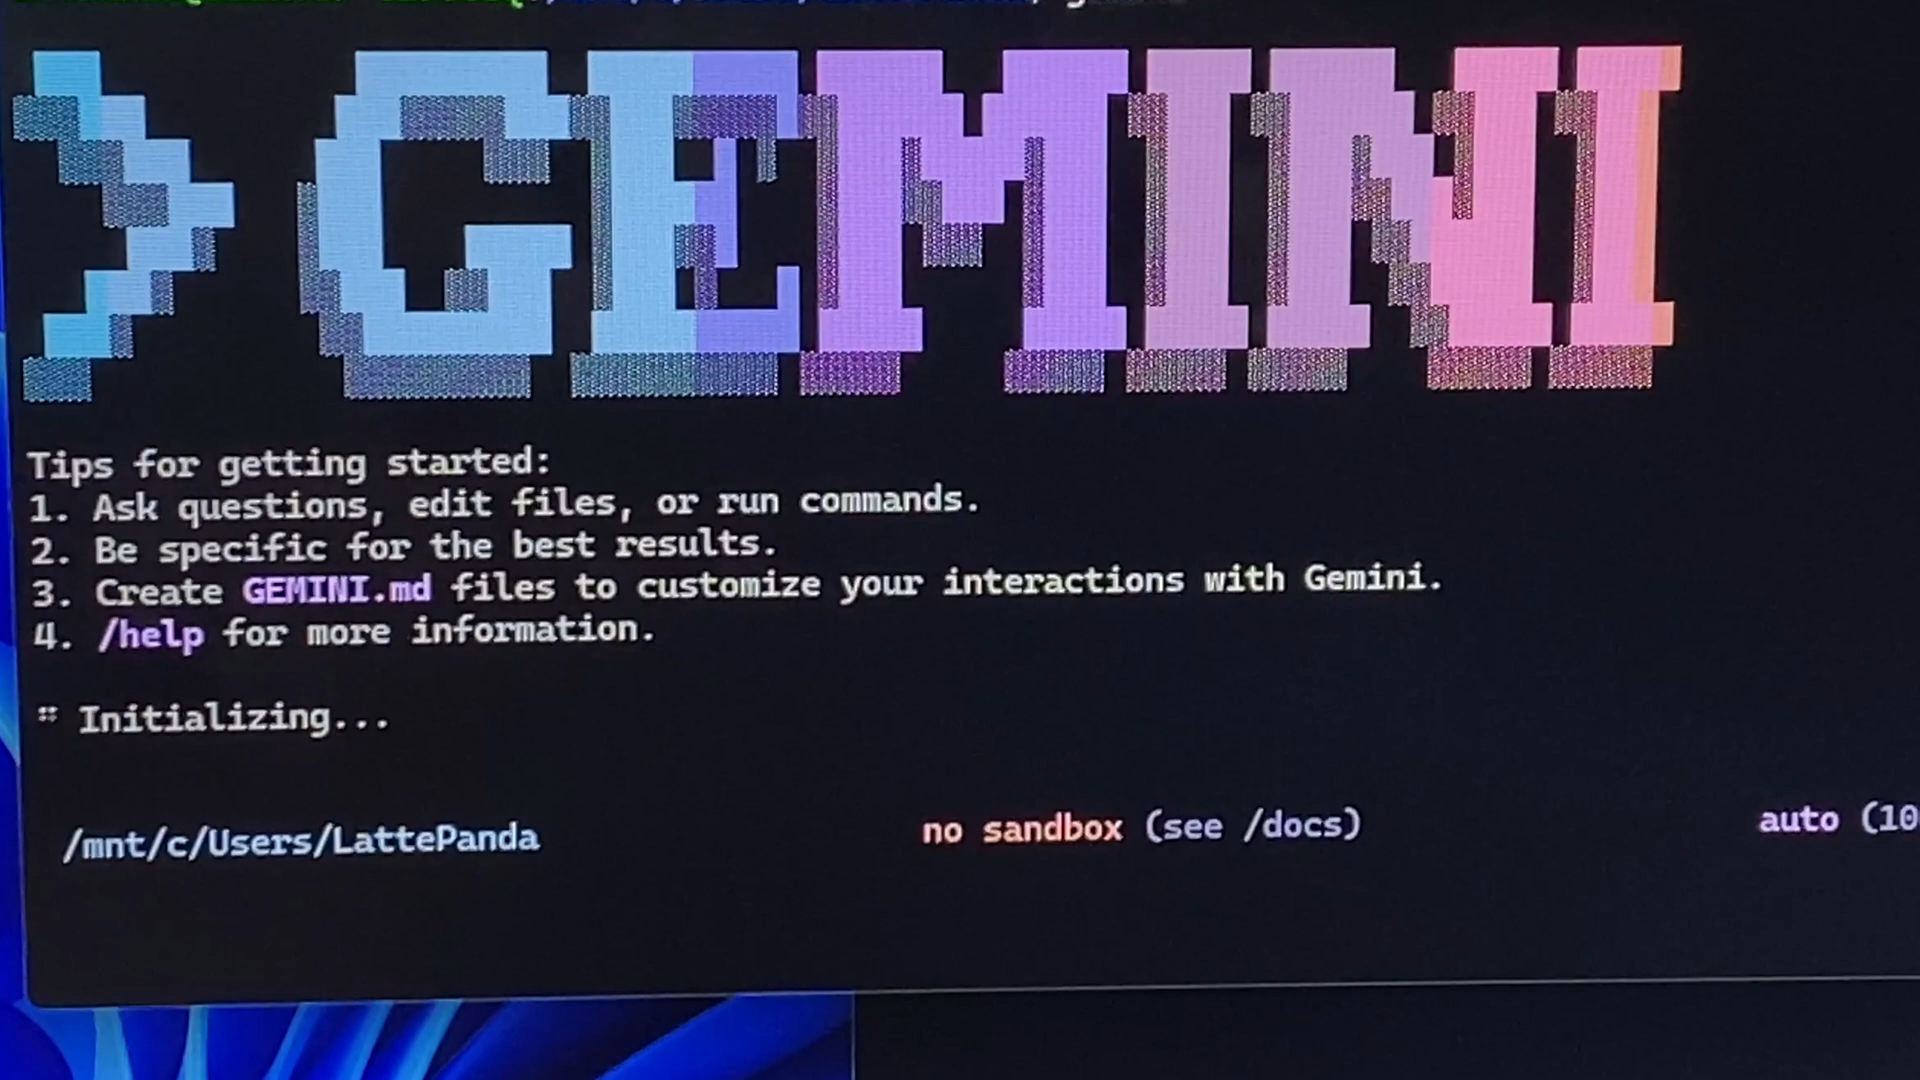 > GEMINI
Tips for getting started:
1. Ask questions, edit files, or run commands.
2. Be specific for the best results.
3. Create GEMINI.md files to customize your interactions with Gemini.
4. /help for more information.
Initializing...
/mnt/c/Users/LattePanda no sandbox (see /docs) auto (10